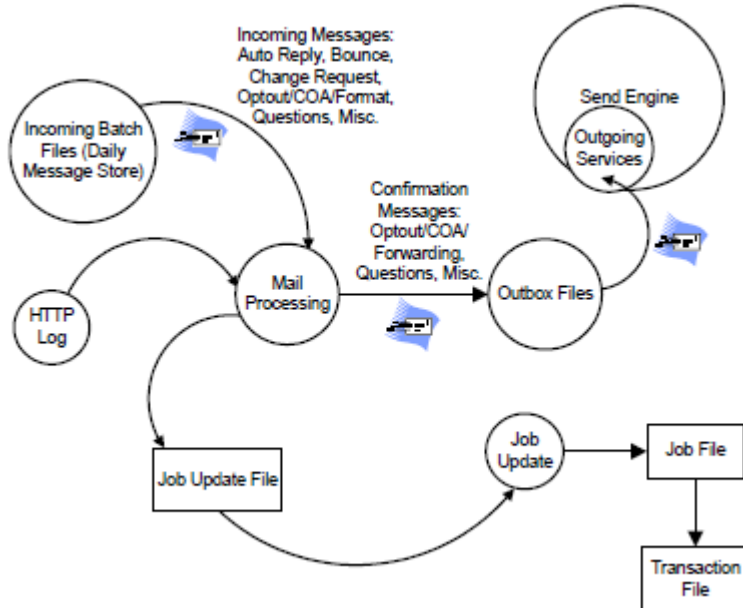 Incoming Messages:
Auto Reply, Bounce,
Change Request,
Optout/COA/Format,
Questions, Misc.
Incoming Batch
Files (Daily
Message Store)
Send Engine
Outgoing
Services
Confirmation
Messages:
Optout/COA/
Forwarding,
Questions, Misc.
HTTP
Log
Mail
Processing
Outbox Files
Job Update File
Job
Update
Job File
Transaction
File